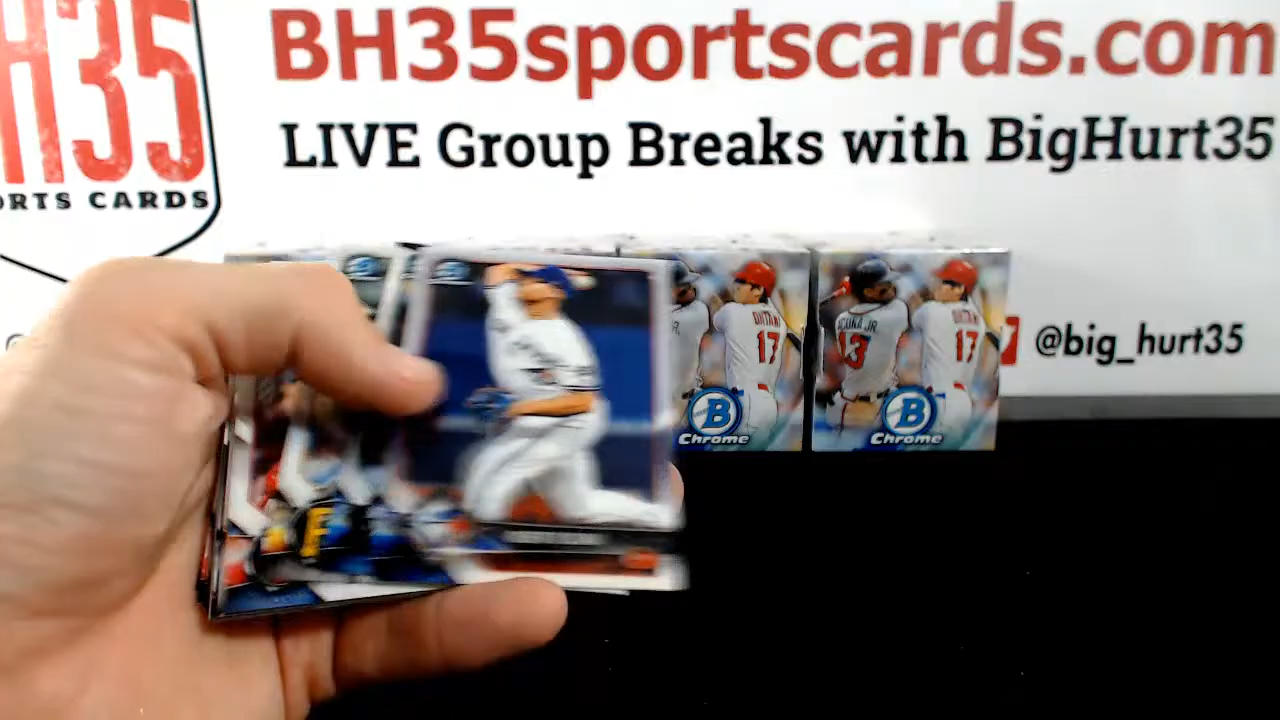 BH35sportscards.com
LIVE Group Breaks with BigHurt35
H35
ORTS CARDS
@big_hurt35
OHTANI
17
B
Chrome
ACUNA JR.
13
OHTANI
17
B
Chrome